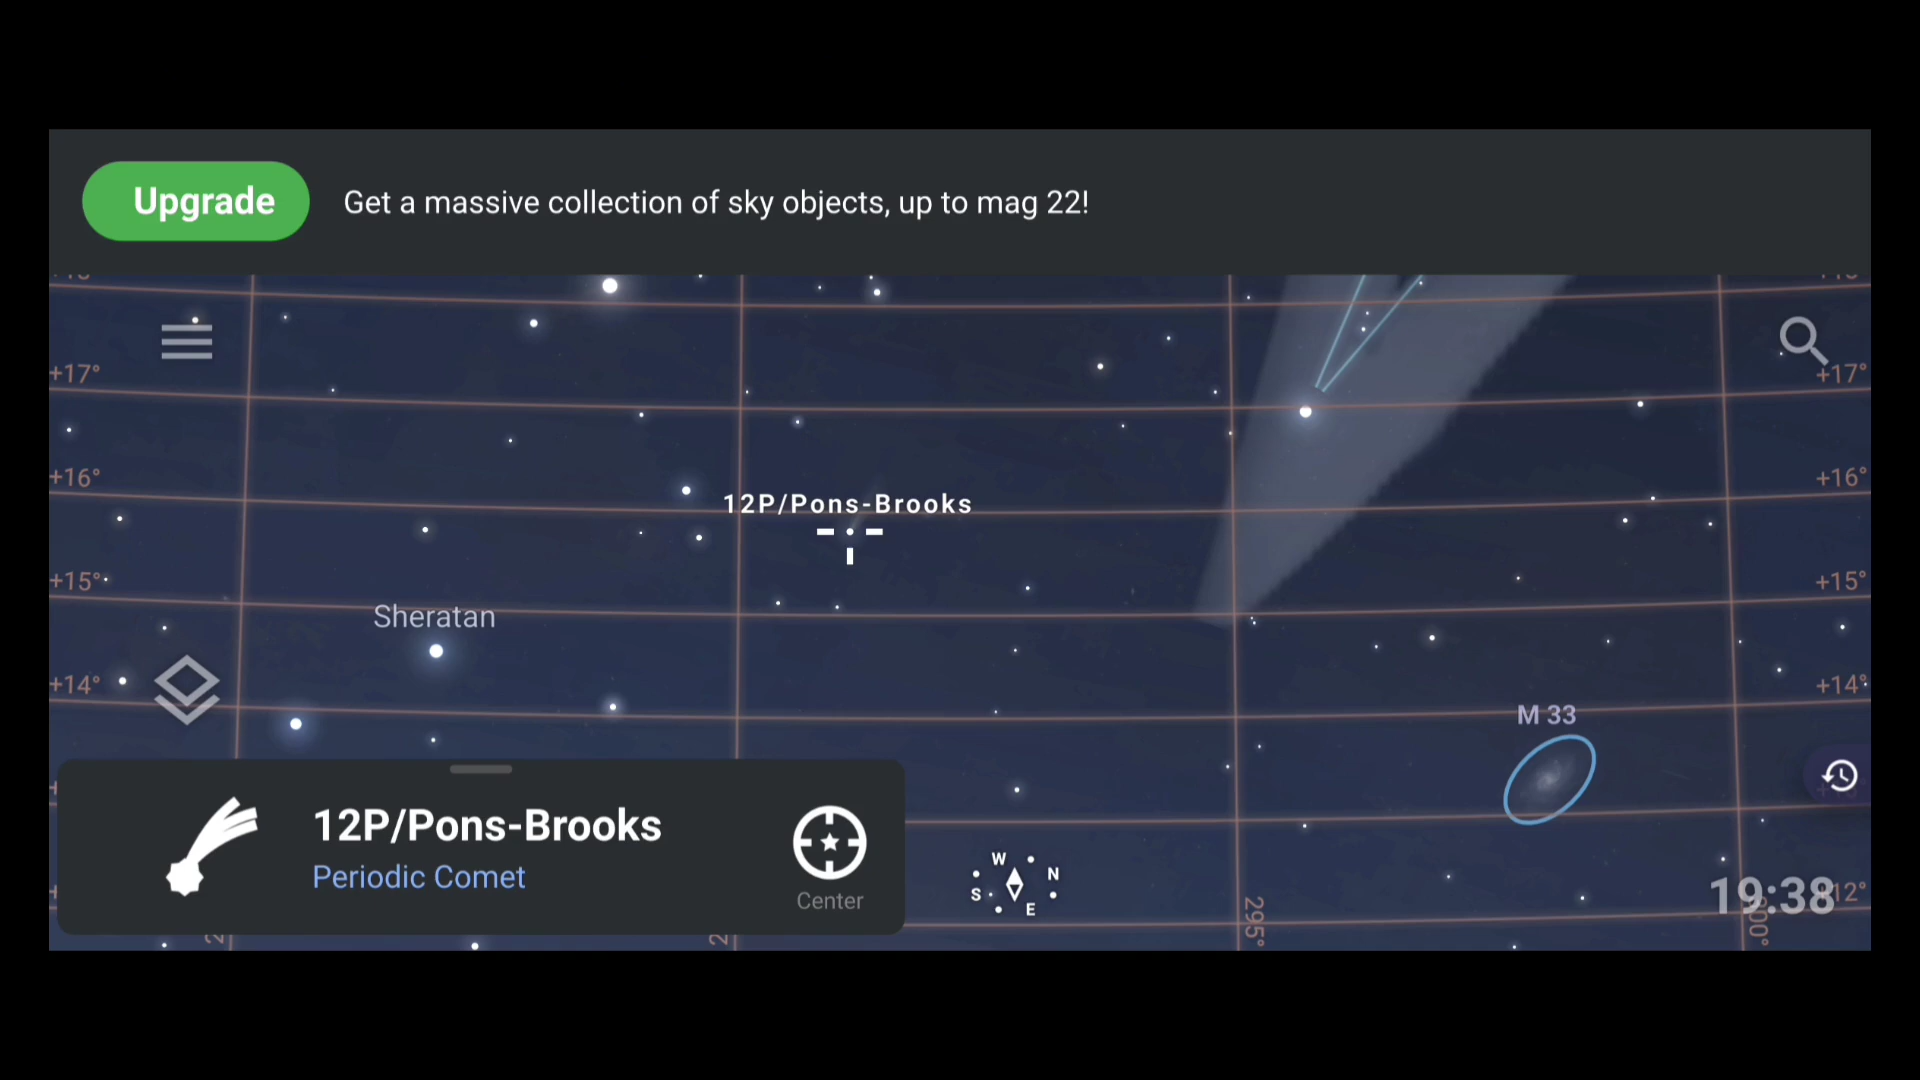 Upgrade
Get a massive collection of sky objects, up to mag 22!
+17°
+17°
12P/Pons-Brooks
+16°
+16°
+15°
+15°
Sheratan
+14°
+14°
M 33
12P/Pons-Brooks
Periodic Comet
Center
W
N
S
E
295°
19:38
12°